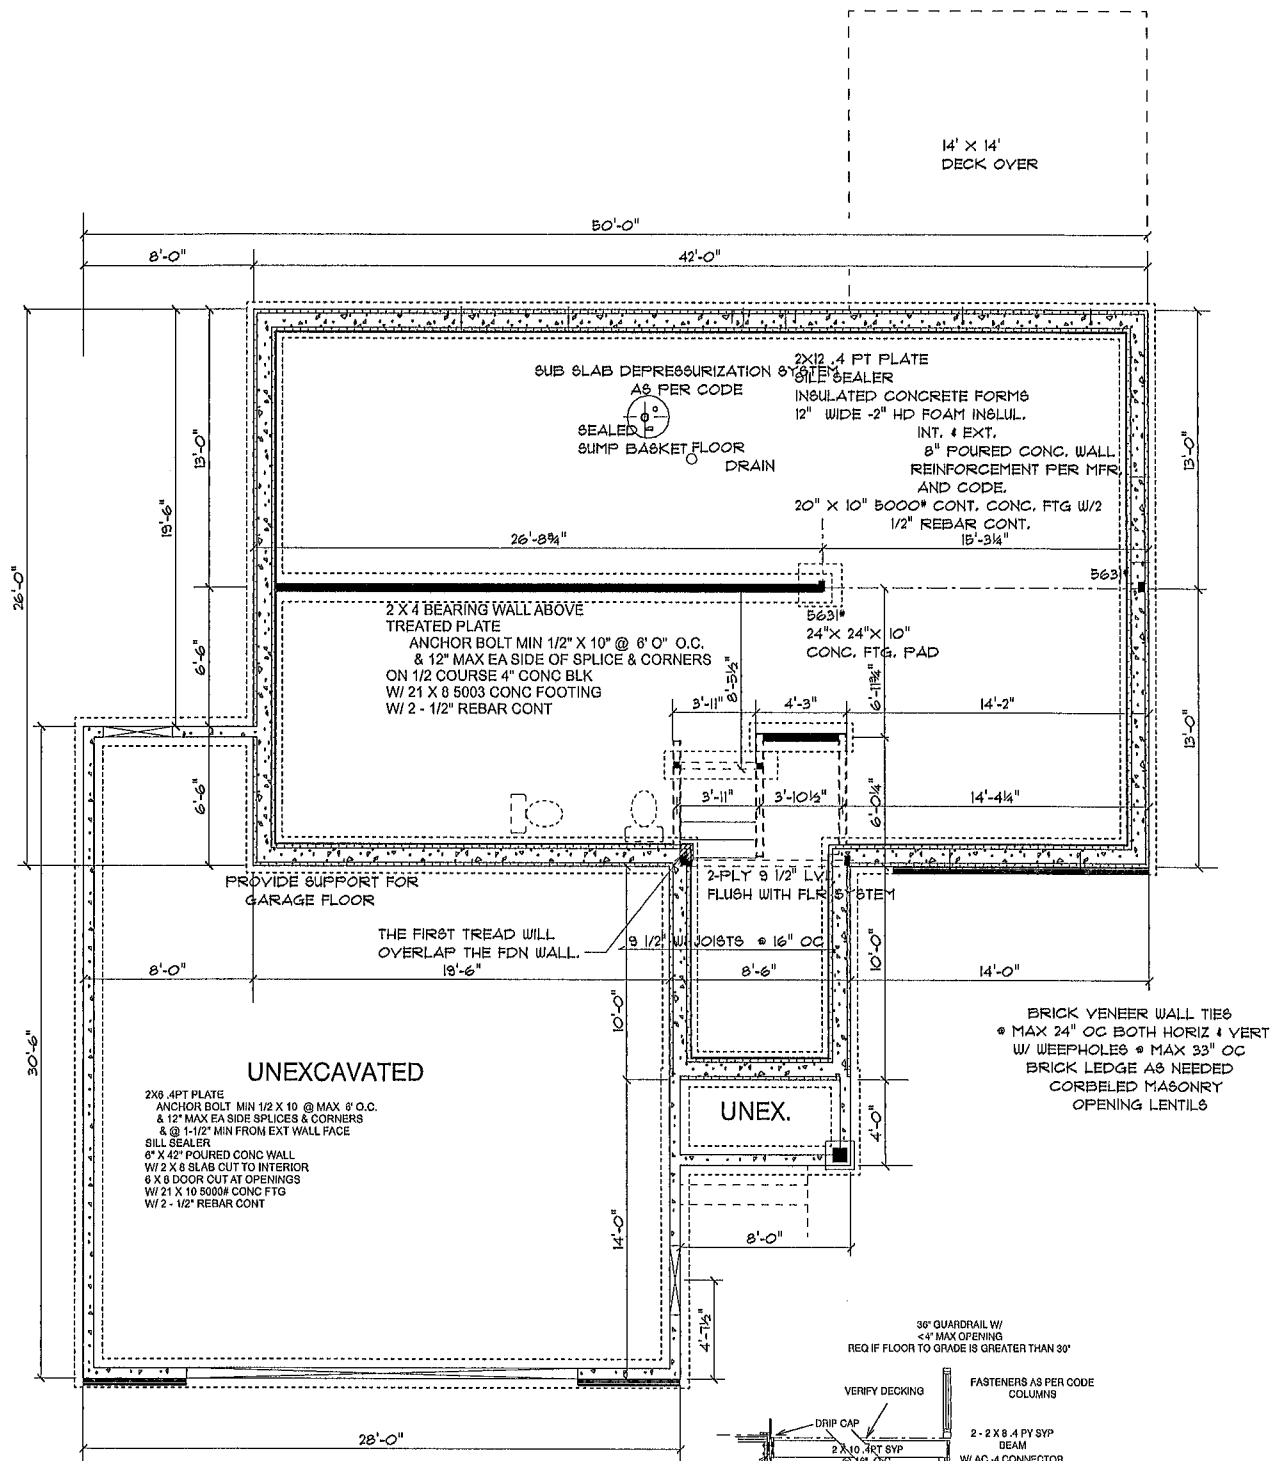 14' X 14'
DECK OVER
50'-0"
8'-0"
42'-0"
SUB SLAB DEPRESSURIZATION SYSTEM
AS PER CODE
SEALED
SUMP BASKET
FLOOR
DRAIN
2X12 .4 PT PLATE
SILL SEALER
INSULATED CONCRETE FORMS
12" WIDE -2" HD FOAM INSLUL.
INT. & EXT.
8" POURED CONC. WALL
REINFORCEMENT PER MFR.
AND CODE.
20" X 10" 5000# CONT. CONC. FTG W/2
1/2" REBAR CONT.
13'-0"
19'-6"
26'-0"
13'-0"
26'-8¾"
15'-3¼"
5631#
2 X 4 BEARING WALL ABOVE
TREATED PLATE
ANCHOR BOLT MIN 1/2" X 10" @ 6' O" O.C.
& 12" MAX EA SIDE OF SPLICE & CORNERS
ON 1/2 COURSE 4" CONC BLK
W/ 21 X 8 5003 CONC FOOTING
W/ 2 - 1/2" REBAR CONT
5631#
24"X 24"X 10"
CONC. FTG. PAD
6'-6"
8'-5½"
6'-11¾"
3'-11"
4'-3"
14'-2"
13'-0"
6'-6"
3'-11"
3'-10½"
14'-4¼"
6'-0¼"
PROVIDE SUPPORT FOR
GARAGE FLOOR
2-PLY 9 1/2" LVL
FLUSH WITH FLR SYSTEM
THE FIRST TREAD WILL
OVERLAP THE FDN WALL.
9 1/2" W/ JOISTS @ 16" OC
10'-0"
8'-0"
19'-6"
8'-6"
14'-0"
10'-0"
30'-6"
BRICK VENEER WALL TIES
@ MAX 24" OC BOTH HORIZ & VERT
W/ WEEPHOLES @ MAX 33" OC
BRICK LEDGE AS NEEDED
CORBELED MASONRY
OPENING LENTILS
UNEXCAVATED
2X6 .4PT PLATE
ANCHOR BOLT MIN 1/2 X 10 @ MAX 6' O.C.
& 12" MAX EA SIDE SPLICES & CORNERS
& @ 1-1/2" MIN FROM EXT WALL FACE
SILL SEALER
6" X 42" POURED CONC WALL
W/ 2 X 6 SLAB CUT TO INTERIOR
6 X 8 DOOR CUT AT OPENINGS
W/ 21 X 10 5000# CONC FTG
W/ 2 - 1/2" REBAR CONT
UNEX.
4'-0"
14'-0"
8'-0"
4'-7½"
28'-0"
36" GUARDRAIL W/
<4" MAX OPENING
REQ IF FLOOR TO GRADE IS GREATER THAN 30"
VERIFY DECKING
FASTENERS AS PER CODE
COLUMNS
DRIP CAP
2 X 10 .4PT SYP
2 - 2 X 8 .4 PY SYP
BEAM
W/ AC -4 CONNECTOR